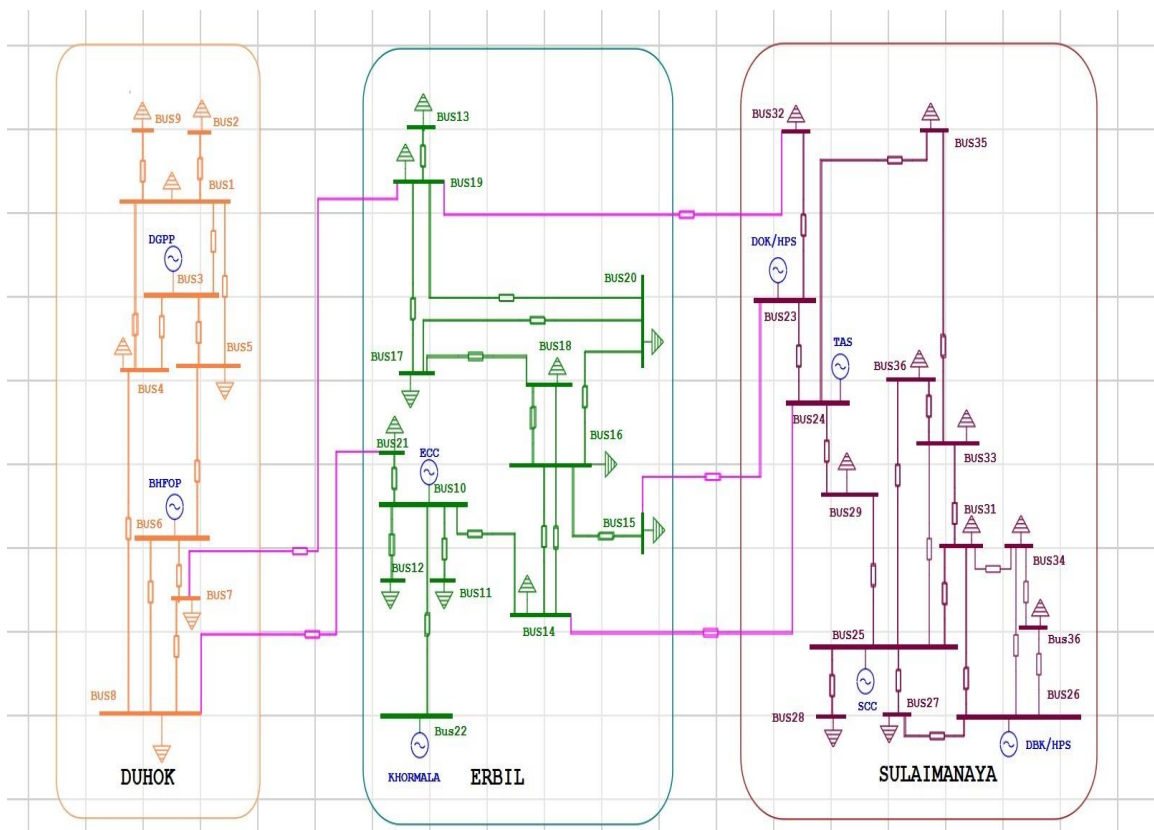 BUS9
BUS2
BUS1
DGPP
BUS3
BUS5
BUS4
BHFOP
BUS6
BUS7
BUS8
DUHOK
BUS13
BUS19
BUS20
BUS17
BUS18
BUS21
ECC
BUS16
BUS10
BUS15
BUS12
BUS11
BUS14
Bus22
KHORMALA
ERBIL
BUS32
BUS35
DOK/HPS
BUS23
TAS
BUS36
BUS24
BUS33
BUS29
BUS31
BUS34
BUS25
Bus36
SCC
BUS27
BUS26
BUS28
DBK/HPS
SULAIMANAYA